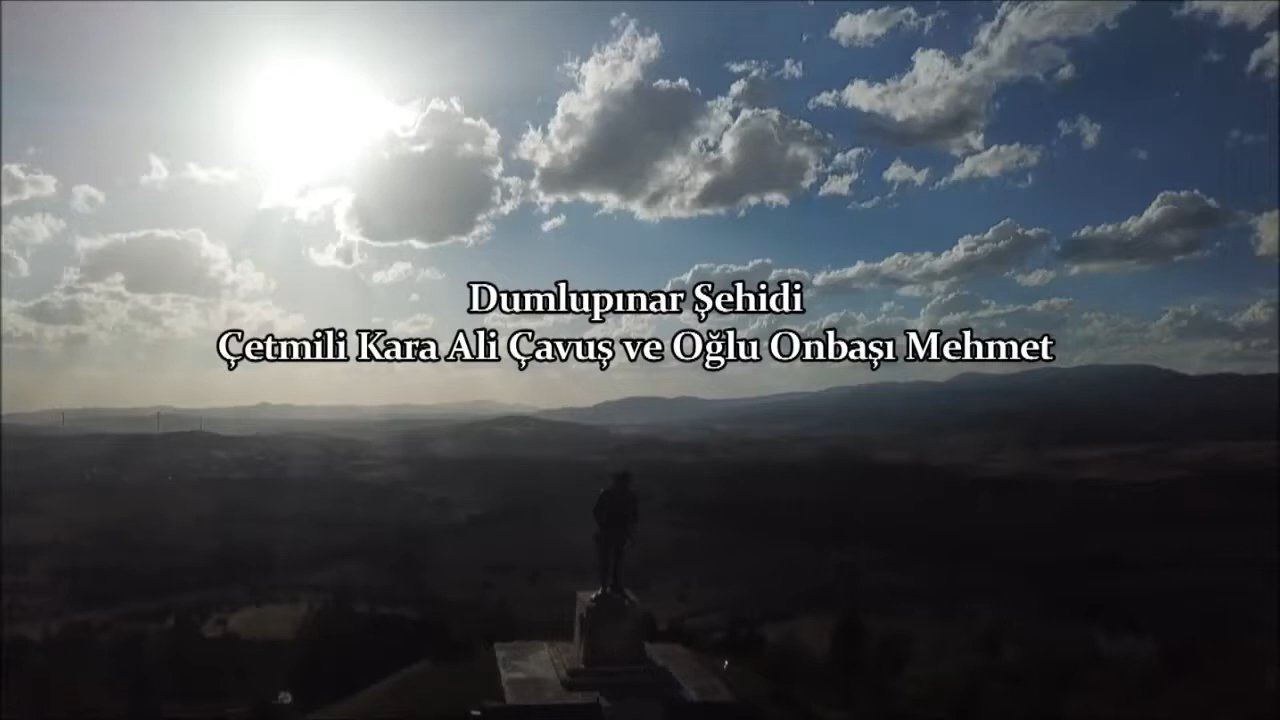 Dumlupınar Şehidi
Çetmili Kara Ali Çavuş ve Oğlu Onbaşı Mehmet